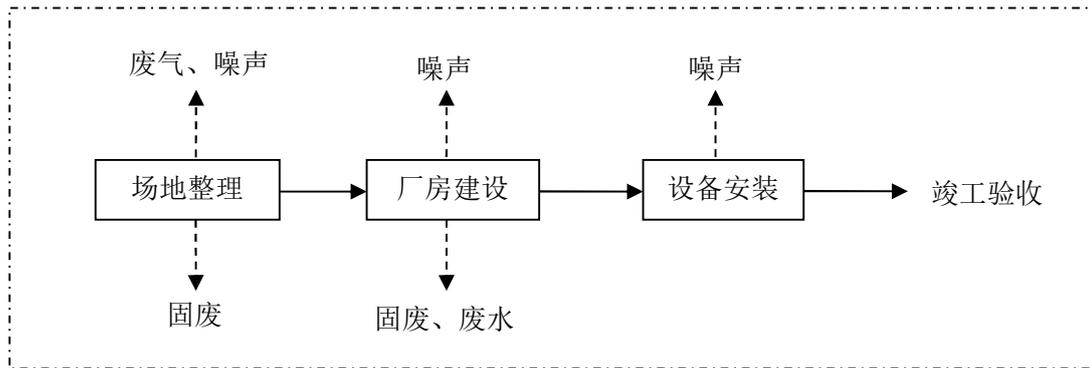 废气、噪声
噪声
噪声
场地整理
厂房建设
设备安装
竣工验收
固废
固废、废水